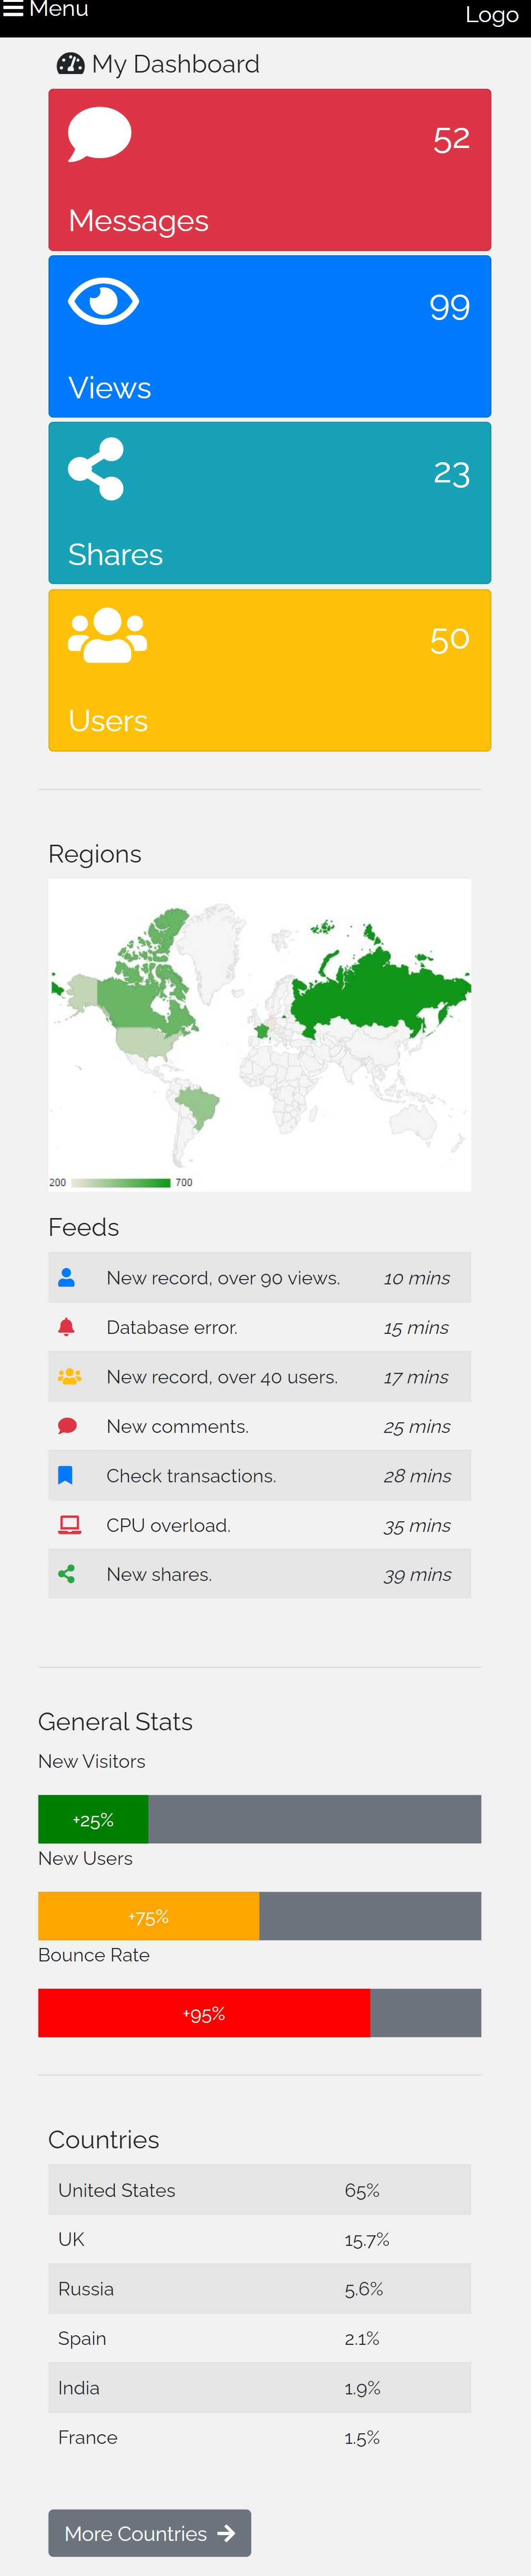 Menu
Logo
My Dashboard
52
Messages
99
Views
23
Shares
50
Users
Regions
200 700
Feeds
New record, over 90 views. 10 mins
Database error. 15 mins
New record, over 40 users. 17 mins
New comments. 25 mins
Check transactions. 28 mins
CPU overload. 35 mins
New shares. 39 mins
General Stats
New Visitors
+25%
New Users
+75%
Bounce Rate
+95%
Countries
United States 65%
UK 15.7%
Russia 5.6%
Spain 2.1%
India 1.9%
France 1.5%
More Countries